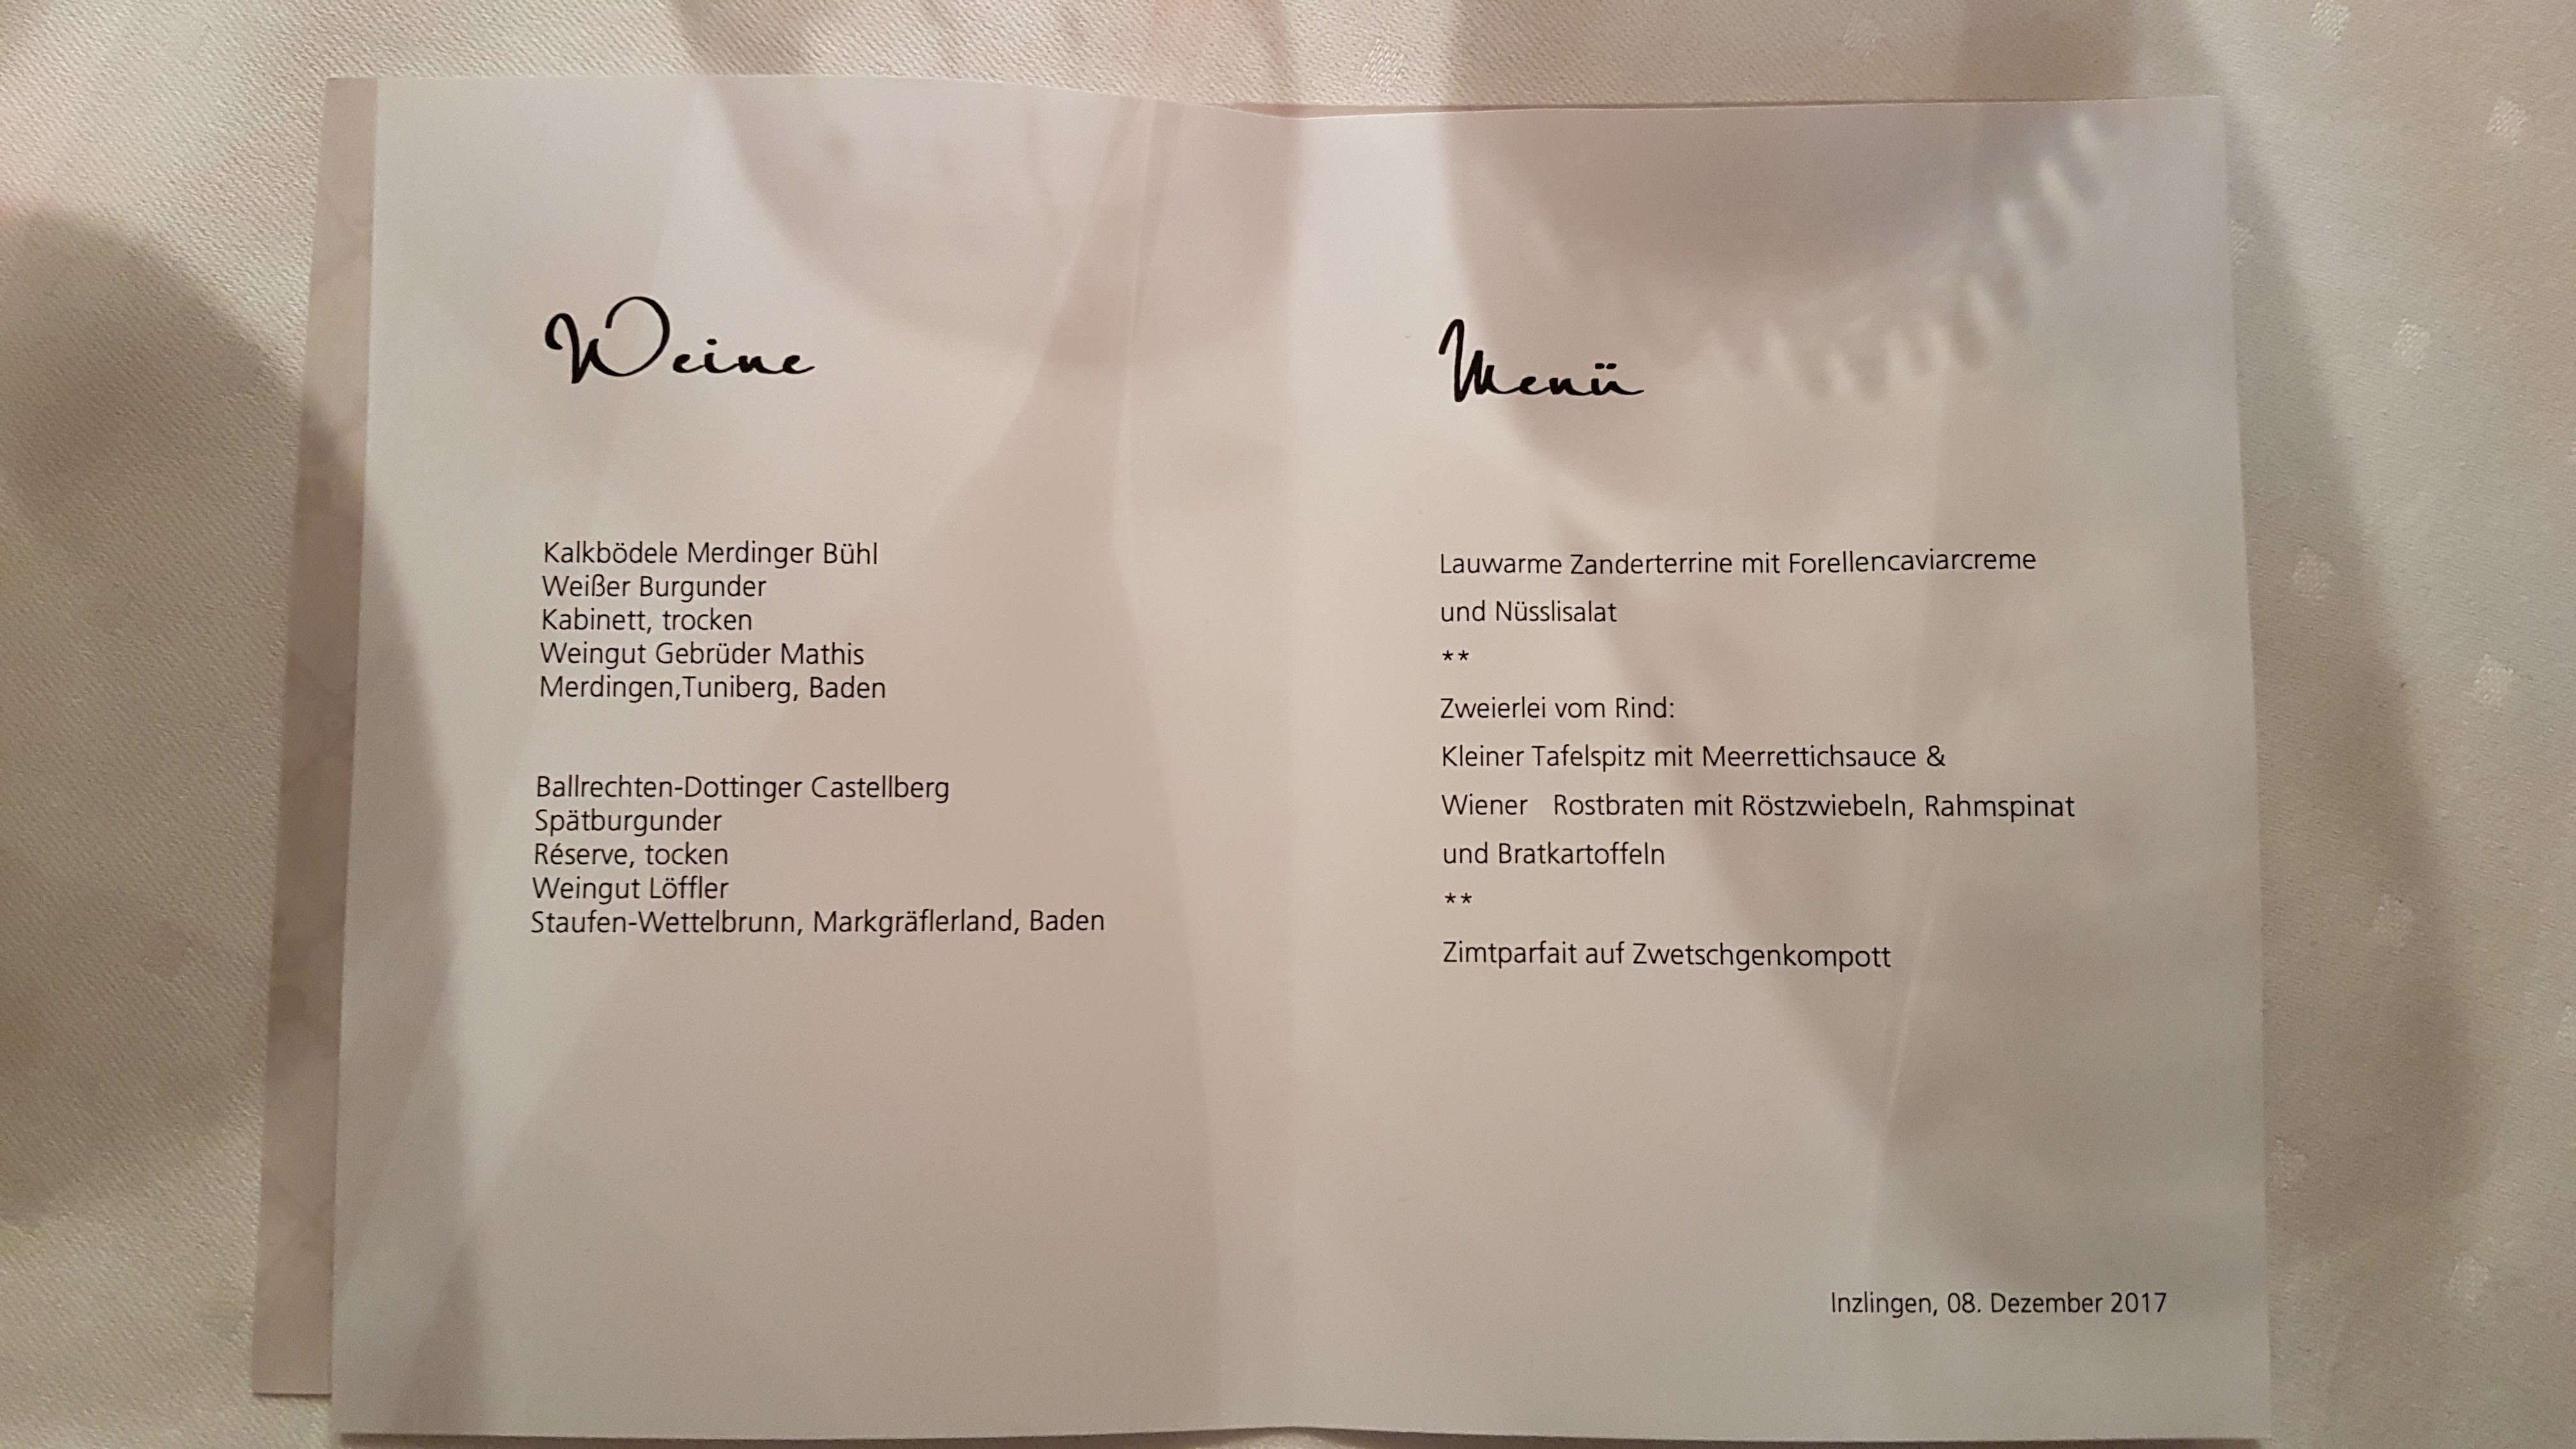 Weine
Kalkbödele Merdinger Bühl
Weißer Burgunder
Kabinett, trocken
Weingut Gebrüder Mathis
Merdingen,Tuniberg, Baden
Ballrechten-Dottinger Castellberg
Spätburgunder
Réserve, tocken
Weingut Löffler
Staufen-Wettelbrunn, Markgräflerland, Baden
Menü
Lauwarme Zanderterrine mit Forellencaviarcreme
und Nüsslisalat
**
Zweierlei vom Rind:
Kleiner Tafelspitz mit Meerrettichsauce &
Wiener Rostbraten mit Röstzwiebeln, Rahmspinat
und Bratkartoffeln
**
Zimtparfait auf Zwetschgenkompott
Inzlingen, 08. Dezember 2017